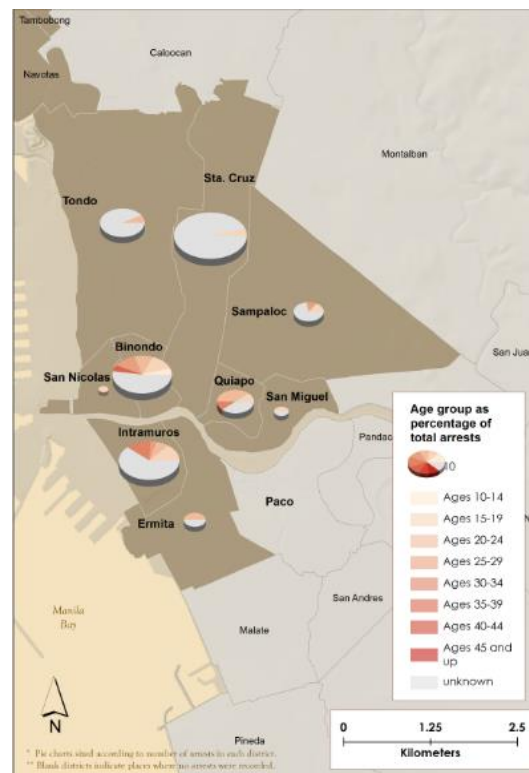 Tambobong
Caloocan
Navotas
Montalban
Sta. Cruz
Tondo
Sampaloc
San Juan
Binondo
San Nicolas
Quiapo
San Miguel
Intramuros
Pandac
Paco
Ermita
San Andres
Malate
Manila
Bay
Pineda
N
Age group as
percentage of
total arrests
10
Ages 10-14
Ages 15-19
Ages 20-24
Ages 25-29
Ages 30-34
Ages 35-39
Ages 40-44
Ages 45 and
up
unknown
0 1.25 2.5
Kilometers
* Pie charts sized according to number of arrests in each district.
** Blank districts indicate places where no arrests were recorded.